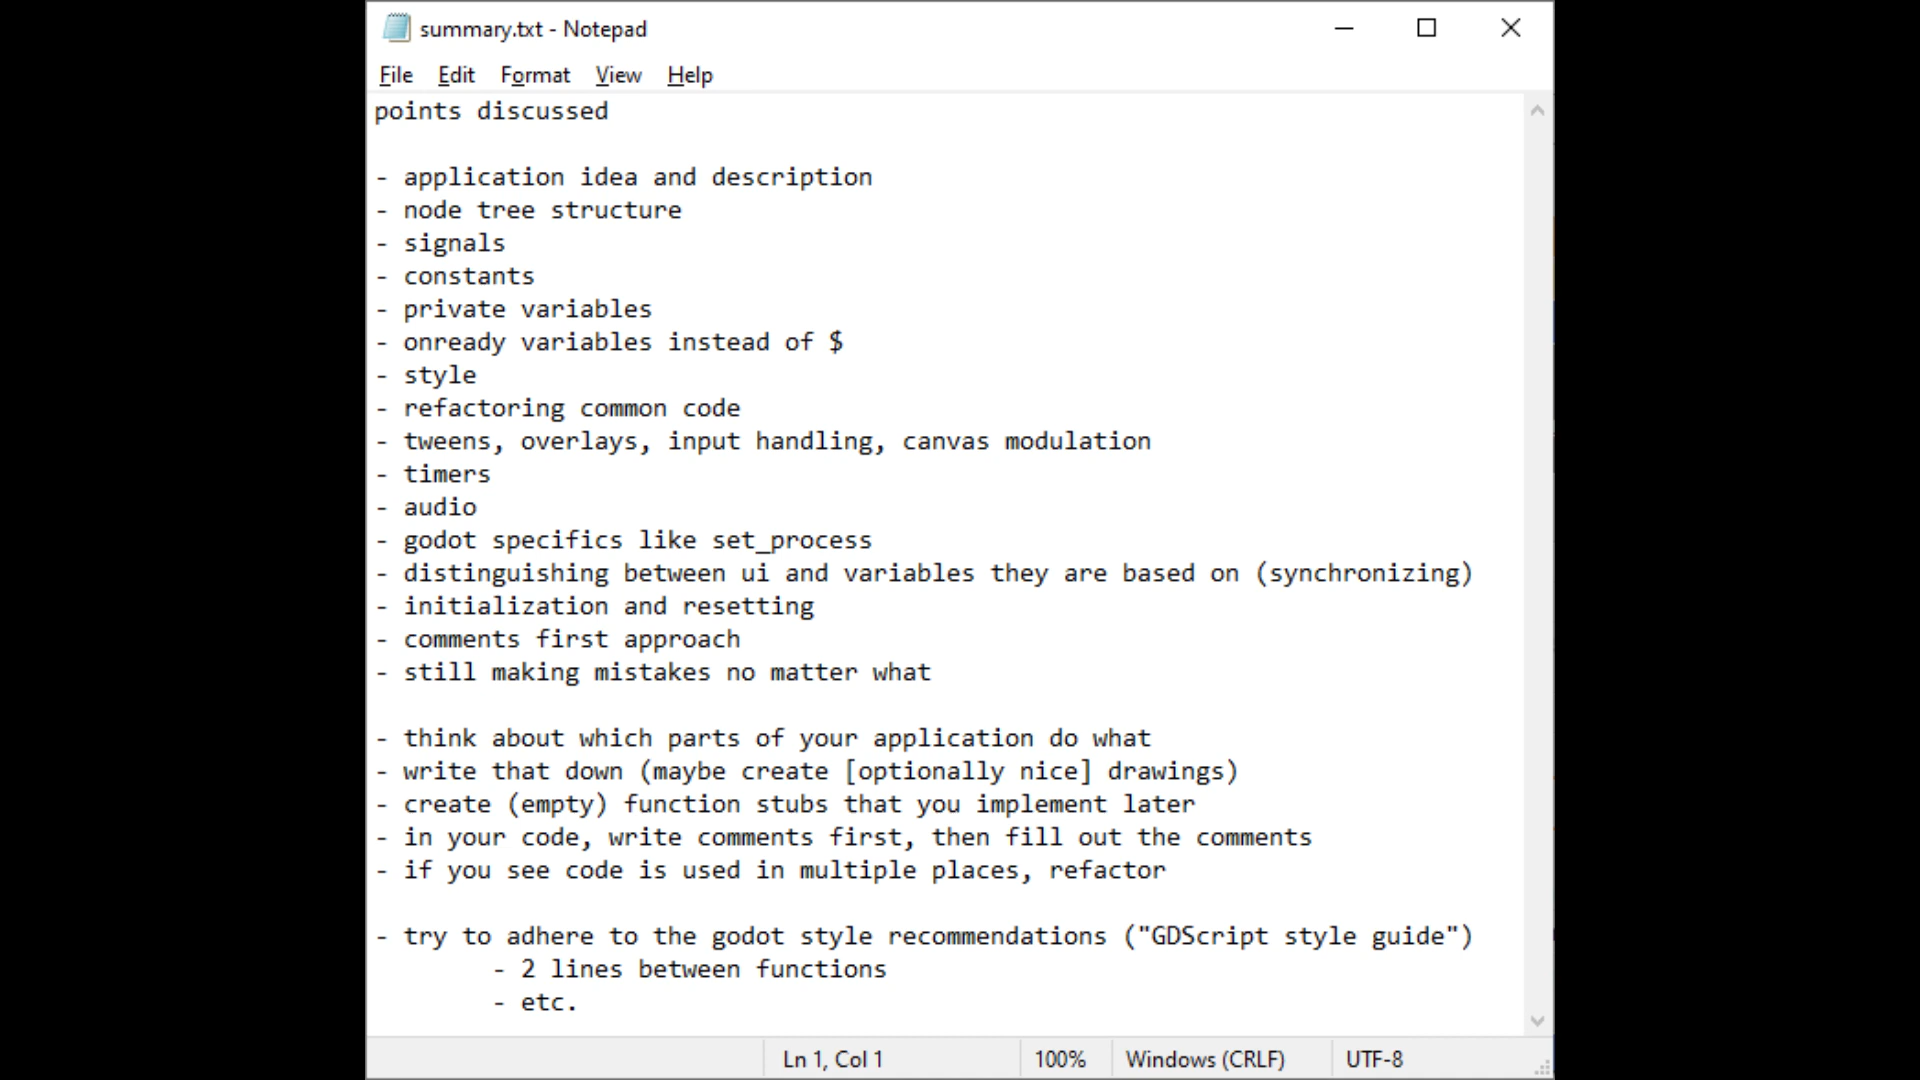 summary.txt - Notepad
File Edit Format View Help
points discussed
- application idea and description
- node tree structure
- signals
- constants
- private variables
- onready variables instead of $
- style
- refactoring common code
- tweens, overlays, input handling, canvas modulation
- timers
- audio
- godot specifics like set_process
- distinguishing between ui and variables they are based on (synchronizing)
- initialization and resetting
- comments first approach
- still making mistakes no matter what
- think about which parts of your application do what
- write that down (maybe create [optionally nice] drawings)
- create (empty) function stubs that you implement later
- in your code, write comments first, then fill out the comments
- if you see code is used in multiple places, refactor
- try to adhere to the godot style recommendations ("GDScript style guide")
- 2 lines between functions
- etc.
Ln 1, Col 1 100% Windows (CRLF) UTF-8